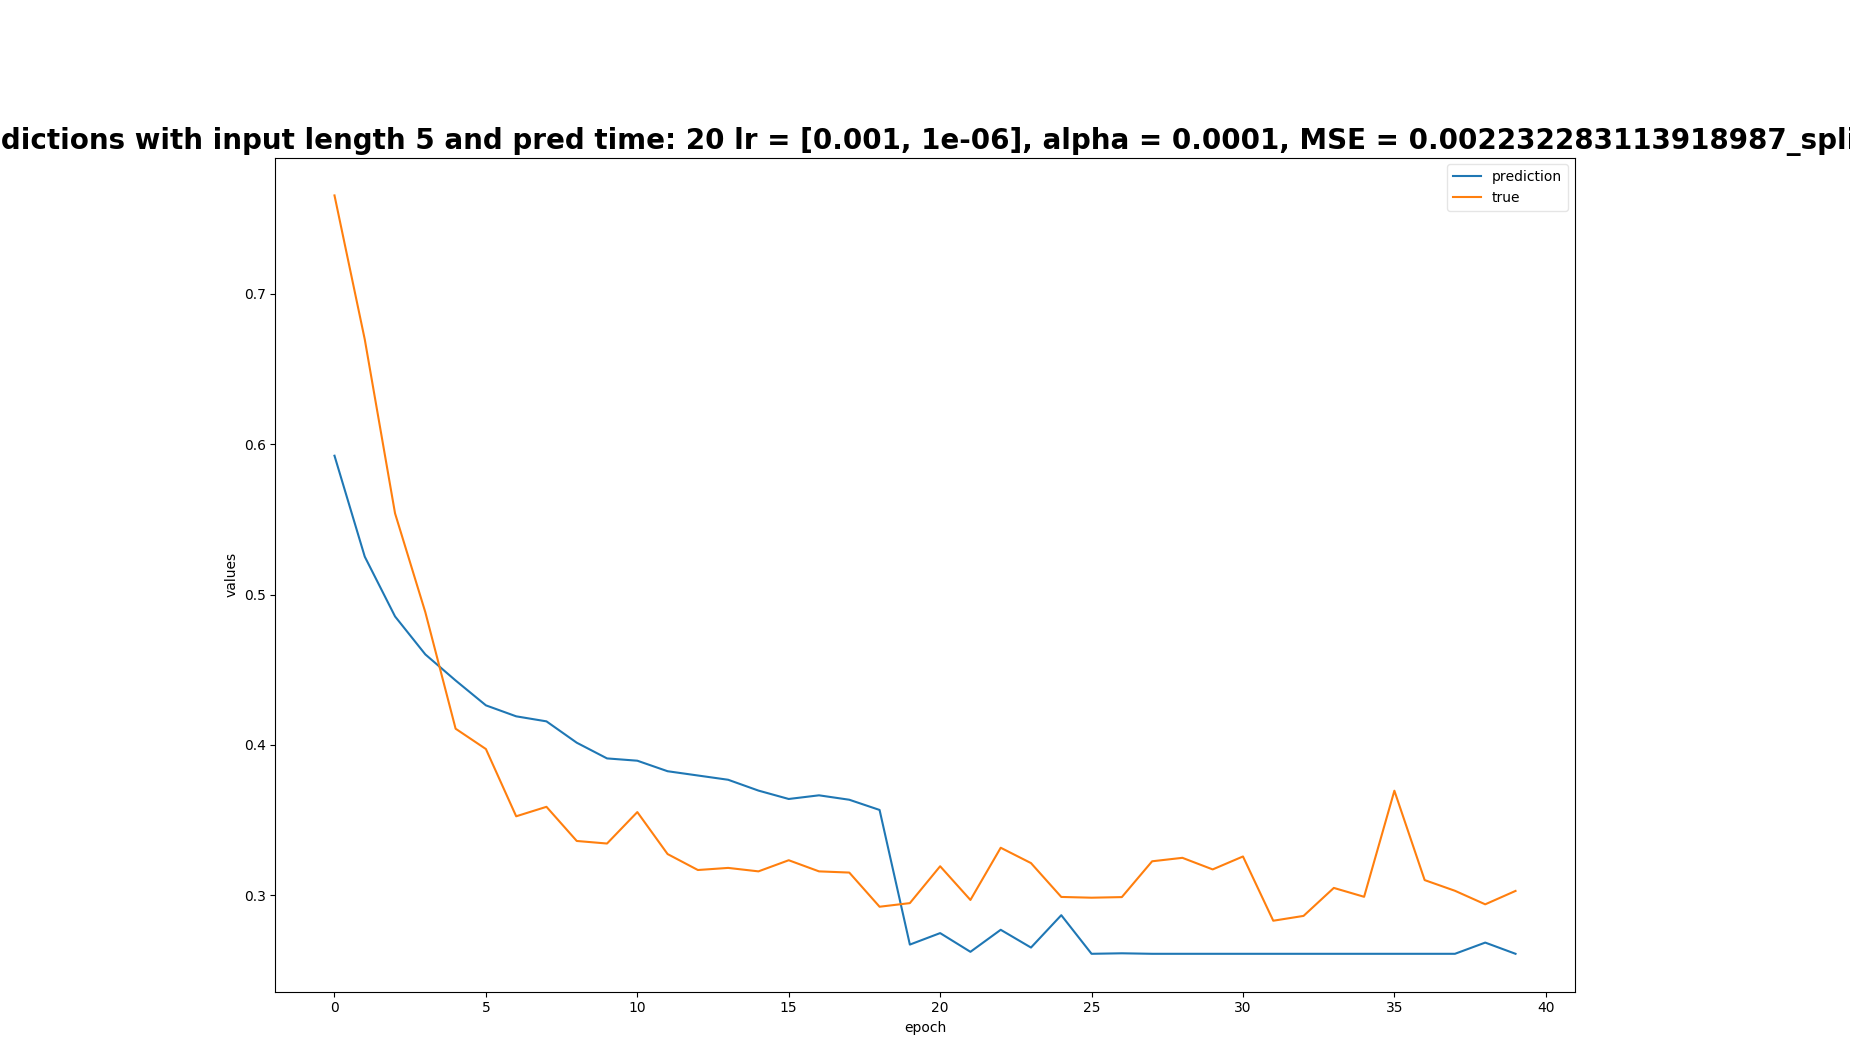 dictions with input length 5 and pred time: 20 lr = [0.001, 1e-06], alpha = 0.0001, MSE = 0.002232283113918987_spli
prediction
true
0.7
0.6
0.5
0.4
0.3
values
0
5
10
15
20
25
30
35
40
epoch